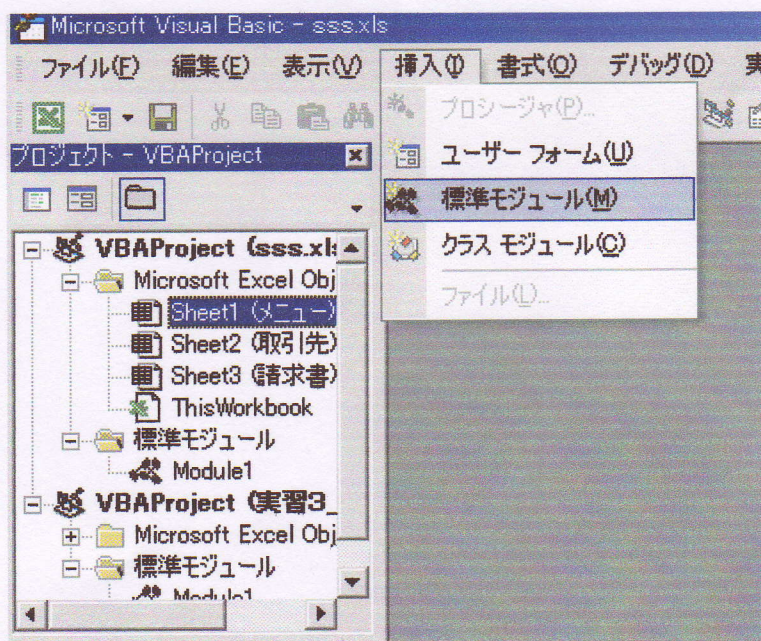 Microsoft Visual Basic - sss.xls
ファイル(F) 編集(E) 表示(V) 挿入(I) 書式(O) デバッグ(D) 実
プロシージャ(P)...
プロジェクト - VBAProject
ユーザー フォーム(U)
標準モジュール(M)
クラス モジュール(C)
ファイル(L)...
VBAProject (sss.xls
Microsoft Excel Obj
Sheet1 (メニュー)
Sheet2 (取引先)
Sheet3 (請求書)
ThisWorkbook
標準モジュール
Module1
VBAProject (実習3_
Microsoft Excel Obj
標準モジュール
Module1